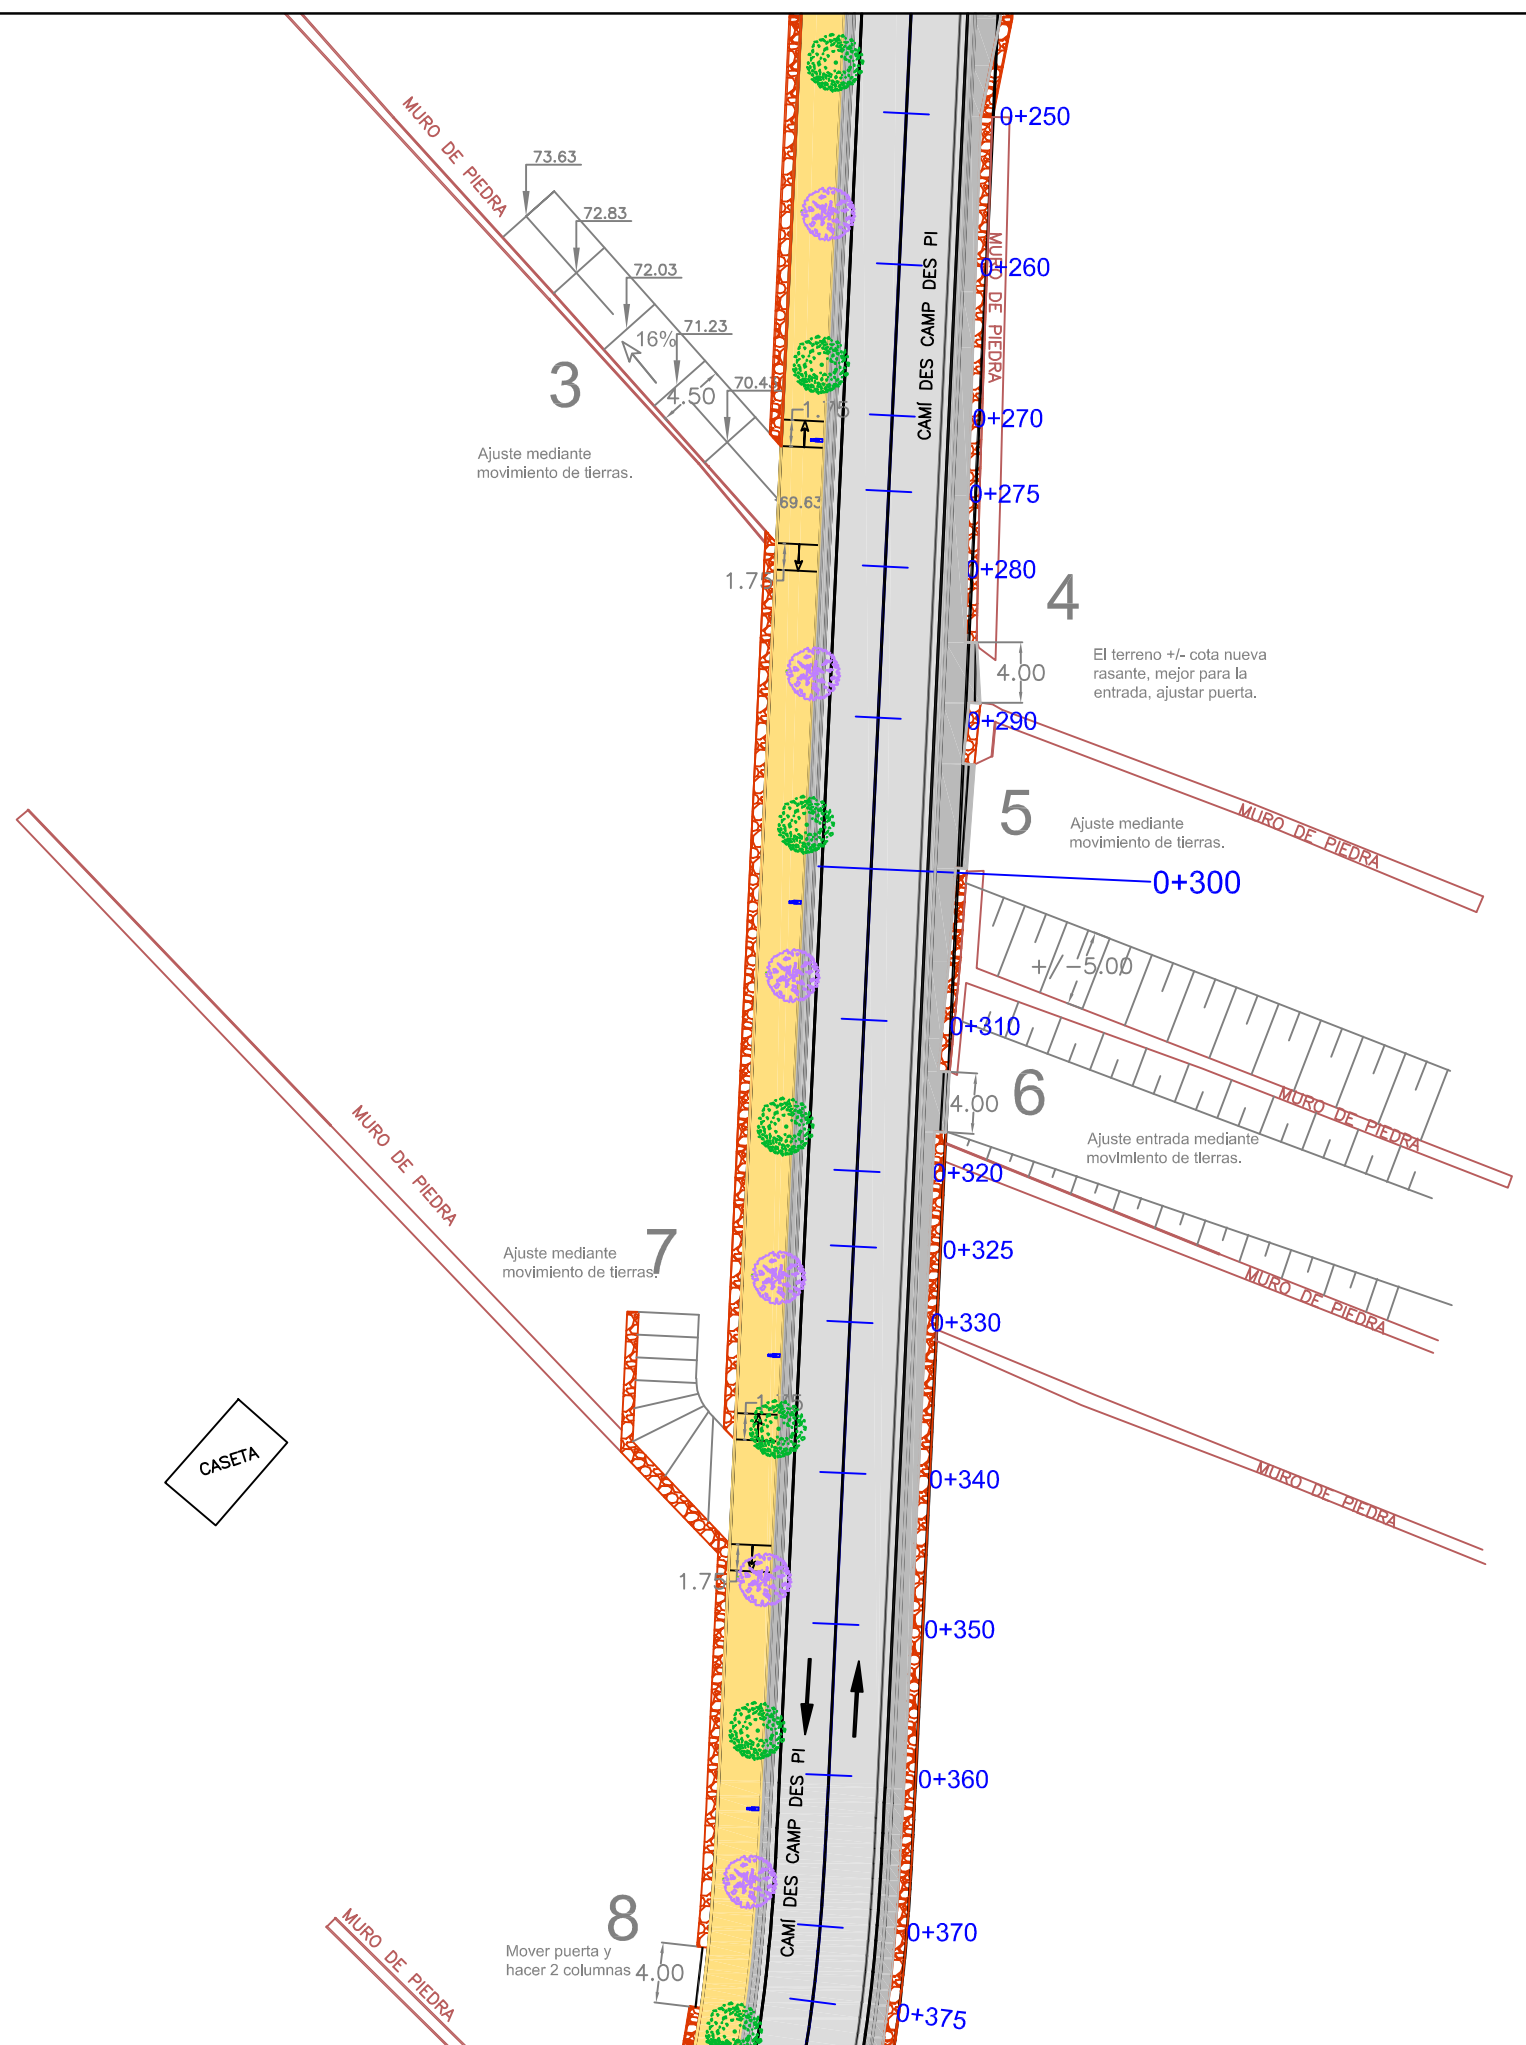 MURO DE PIEDRA
0+250
73.63
72.83
CAMÍ DES CAMP DES PI
MURO DE PIEDRA
0+260
72.03
71.23
16%
3
70.43
4.50
1.75
0+270
Ajuste mediante
movimiento de tierras.
0+275
69.63
0+280
1.75
4
El terreno +/- cota nueva
rasante, mejor para la
entrada, ajustar puerta.
4.00
0+290
5
Ajuste mediante
movimiento de tierras.
MURO DE PIEDRA
0+300
+/-5.00
0+310
6
4.00
MURO DE PIEDRA
Ajuste entrada mediante
movimiento de tierras.
MURO DE PIEDRA
0+320
7
Ajuste mediante
movimiento de tierras.
0+325
MURO DE PIEDRA
0+330
1.75
CASETA
0+340
MURO DE PIEDRA
1.75
0+350
0+360
CAMÍ DES CAMP DES PI
8
Mover puerta y
hacer 2 columnas
4.00
MURO DE PIEDRA
0+370
0+375